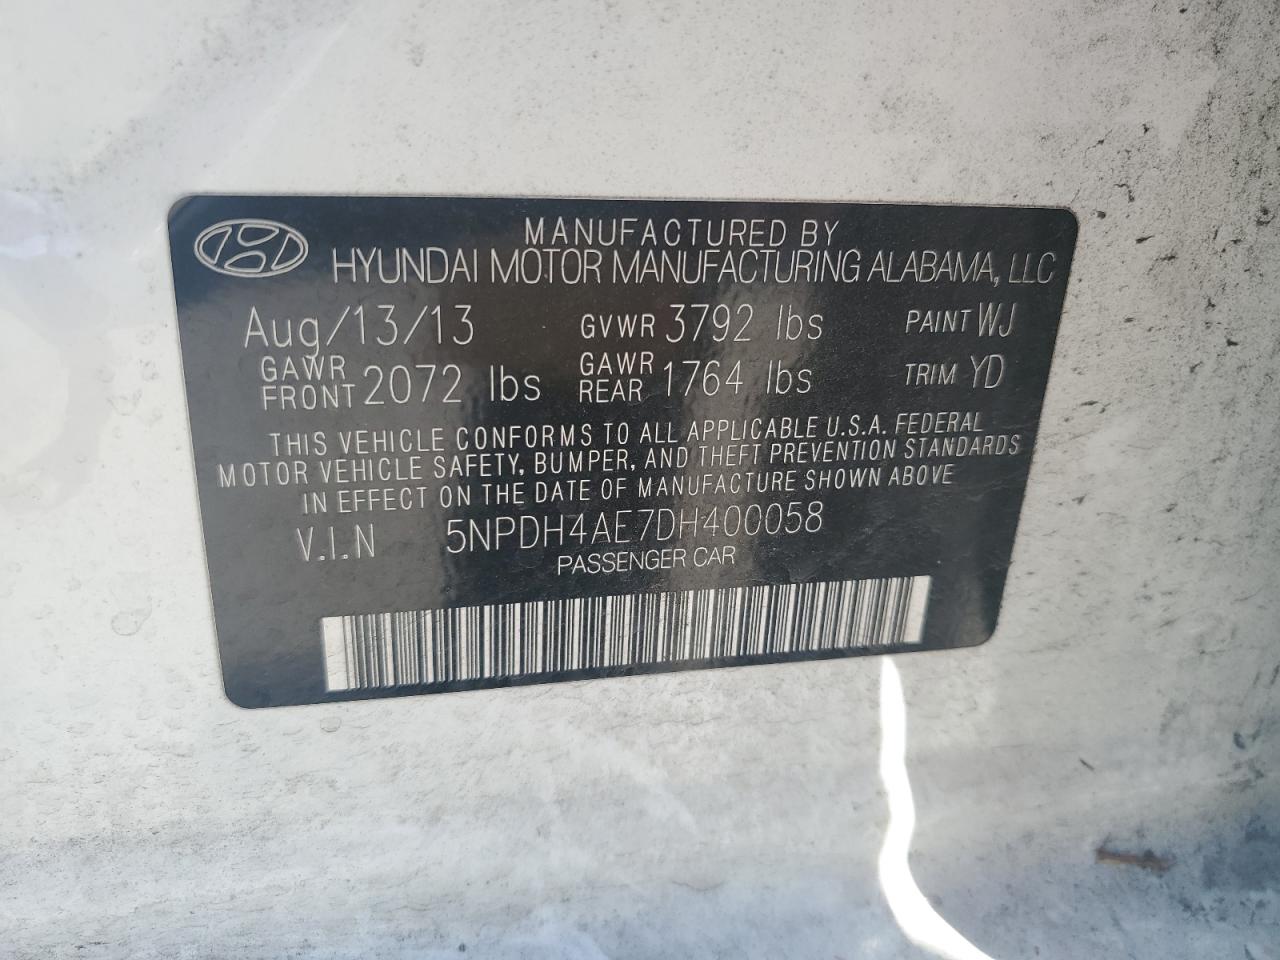 MANUFACTURED BY
HYUNDAI MOTOR MANUFACTURING ALABAMA, LLC
Aug/13/13 GVWR 3792 lbs PAINT WJ
GAWR FRONT 2072 lbs GAWR REAR 1764 lbs TRIM YD
THIS VEHICLE CONFORMS TO ALL APPLICABLE U.S.A. FEDERAL
MOTOR VEHICLE SAFETY, BUMPER, AND THEFT PREVENTION STANDARDS
IN EFFECT ON THE DATE OF MANUFACTURE SHOWN ABOVE
V.I.N 5NPDH4AE7DH400058
PASSENGER CAR